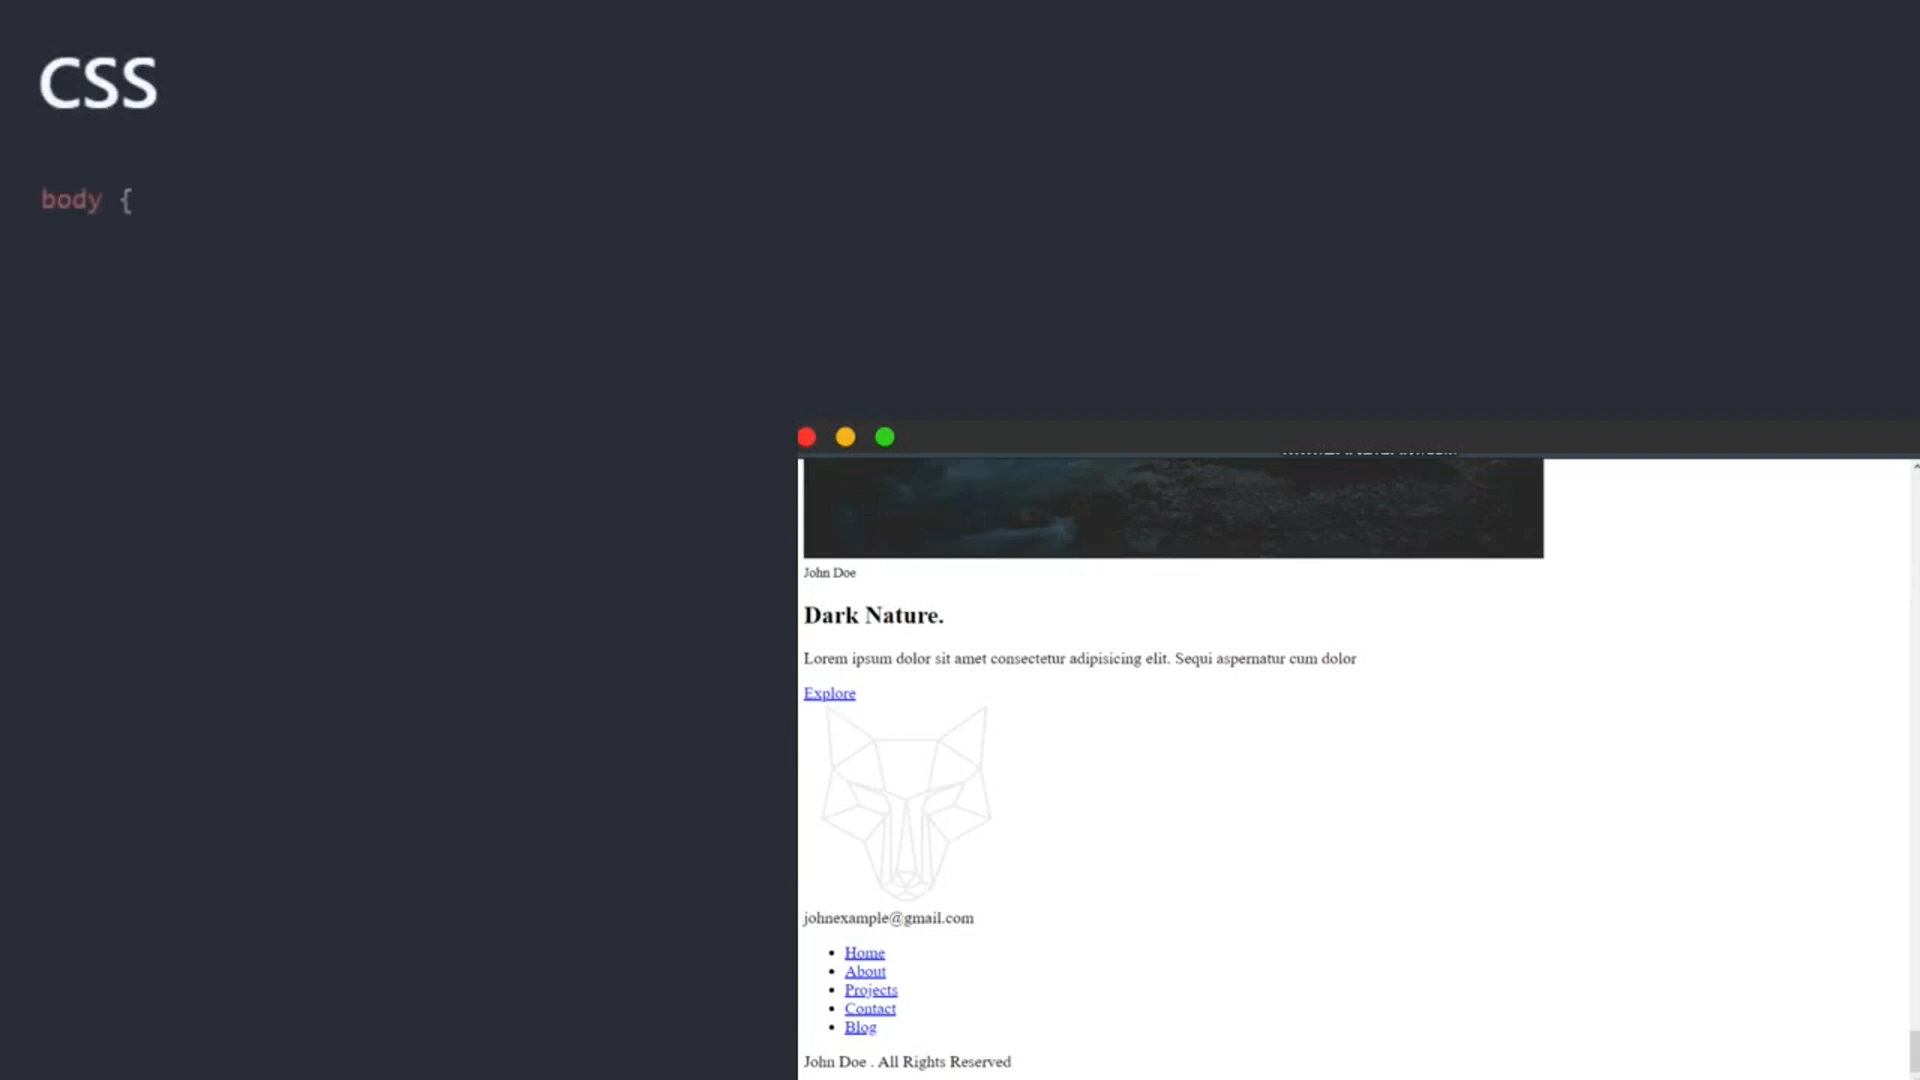 CSS
body {
John Doe
Dark Nature.
Lorem ipsum dolor sit amet consectetur adipisicing elit. Sequi aspernatur cum dolor
Explore
johnexample@gmail.com
Home
About
Projects
Contact
Blog
John Doe . All Rights Reserved